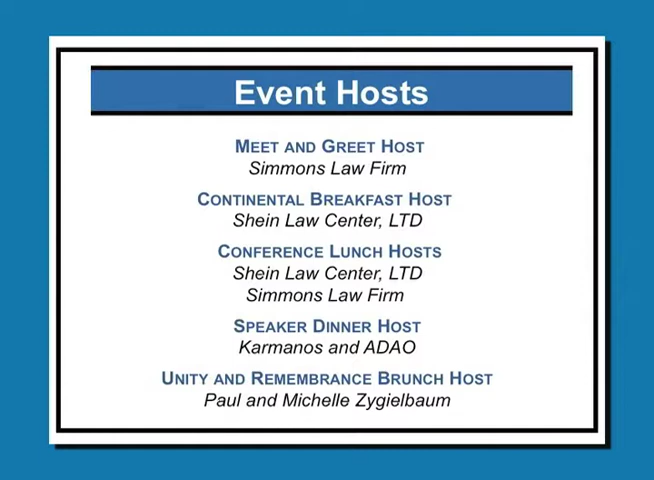 Event Hosts
MEET AND GREET HOST
Simmons Law Firm
CONTINENTAL BREAKFAST HOST
Shein Law Center, LTD
CONFERENCE LUNCH HOSTS
Shein Law Center, LTD
Simmons Law Firm
SPEAKER DINNER HOST
Karmanos and ADAO
UNITY AND REMEMBRANCE BRUNCH HOST
Paul and Michelle Zygielbaum